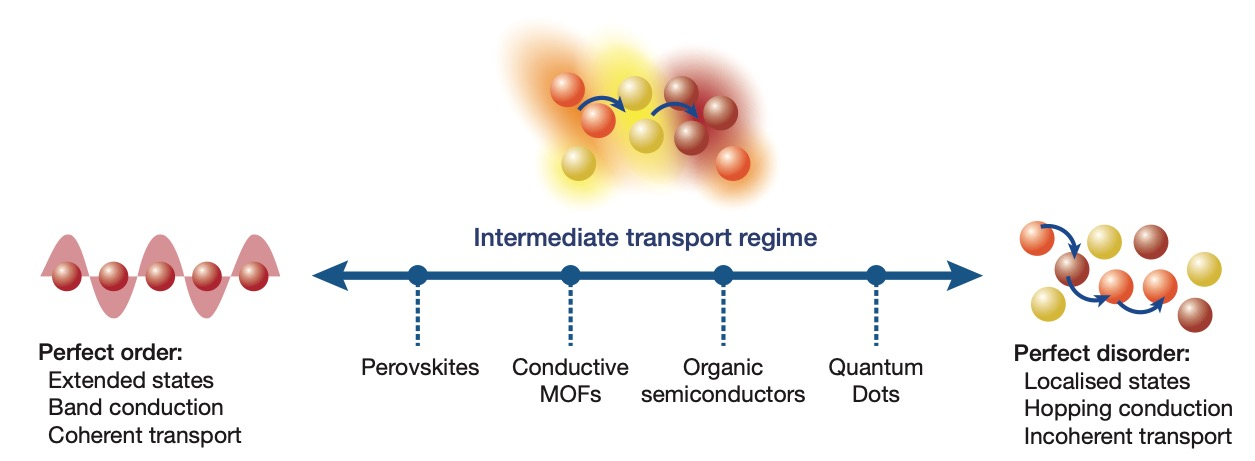 Intermediate transport regime
Perfect order:
Extended states
Band conduction
Coherent transport
Perovskites
Conductive
MOFs
Organic
semiconductors
Quantum
Dots
Perfect disorder:
Localised states
Hopping conduction
Incoherent transport